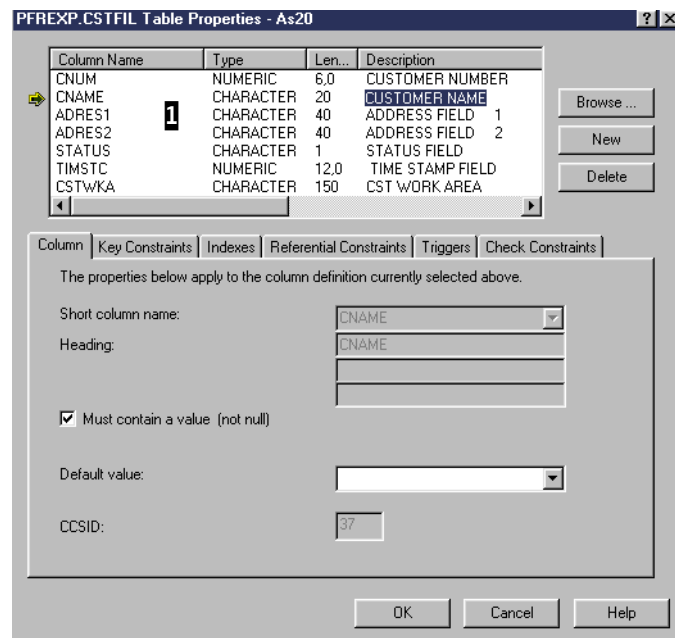 PFREXP.CSTFIL Table Properties - As20
Column Name Type Len... Description
CNUM NUMERIC 6,0 CUSTOMER NUMBER
CNAME CHARACTER 20 CUSTOMER NAME
ADRES1 CHARACTER 40 ADDRESS FIELD 1
ADRES2 CHARACTER 40 ADDRESS FIELD 2
STATUS CHARACTER 1 STATUS FIELD
TIMSTC NUMERIC 12,0 TIME STAMP FIELD
CSTWKA CHARACTER 150 CST WORK AREA
1
Browse ...
New
Delete
Column Key Constraints Indexes Referential Constraints Triggers Check Constraints
The properties below apply to the column definition currently selected above.
Short column name: CNAME
Heading: CNAME
Must contain a value (not null)
Default value:
CCSID: 37
OK Cancel Help